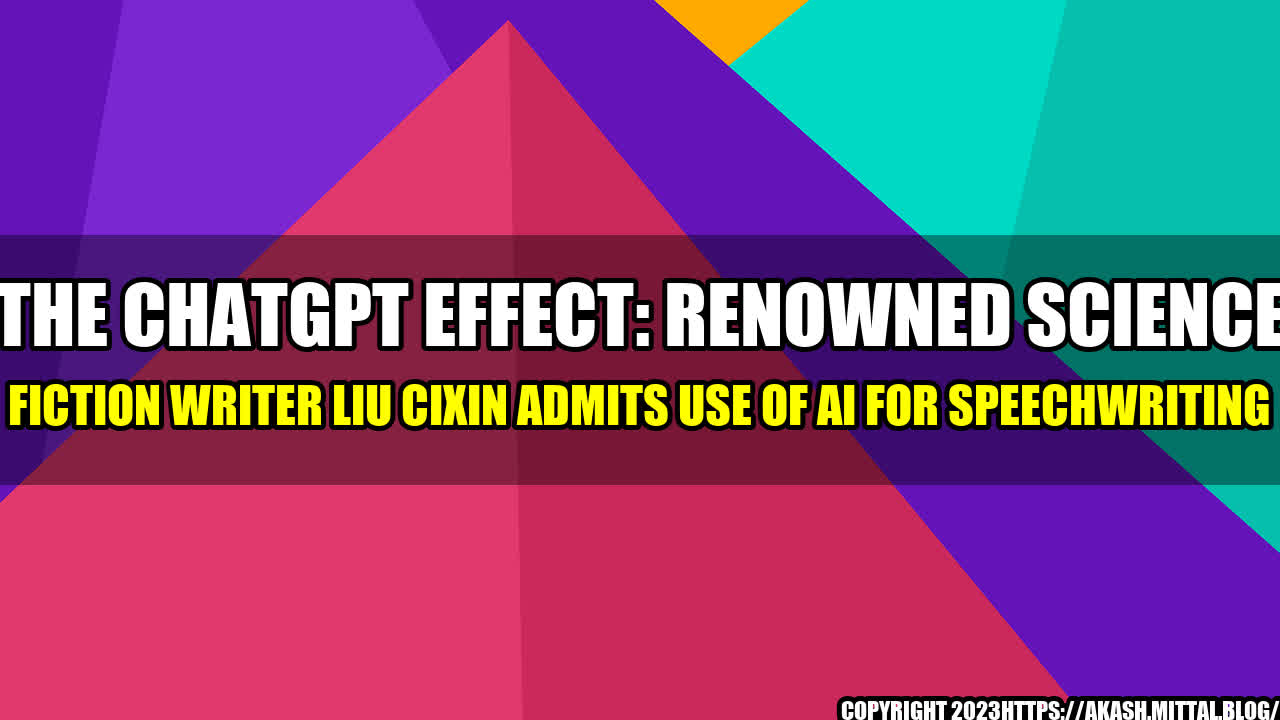 THE CHATGPT EFFECT: RENOWNED SCIENCE
FICTION WRITER LIU CIXIN ADMITS USE OF AI FOR SPEECHWRITING
COPYRIGHT 2023HTTPS://AKASH.MITTAL.BLOG/